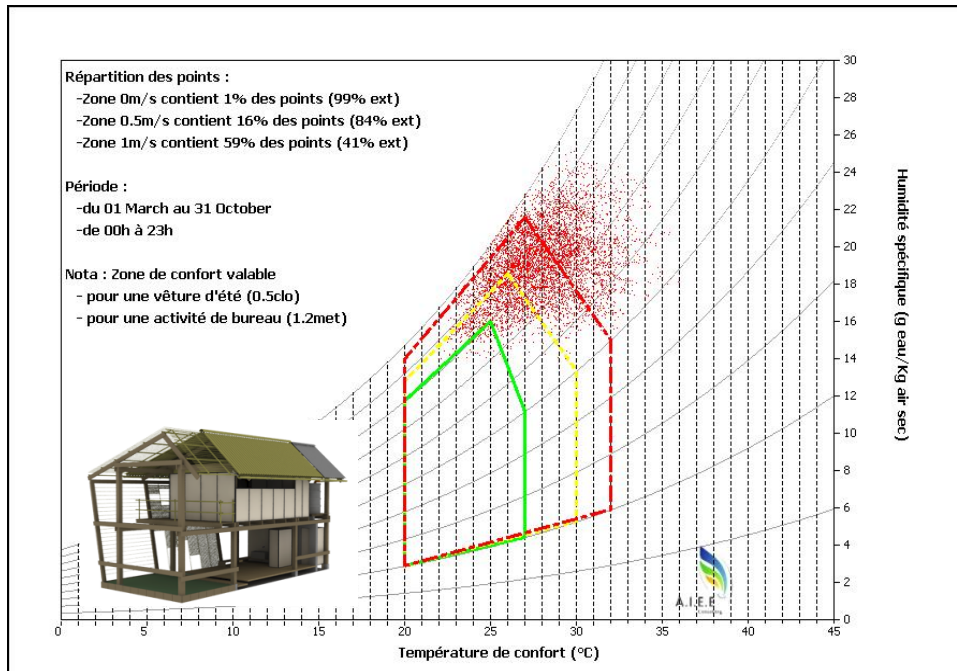 Répartition des points :
-Zone 0m/s contient 1% des points (99% ext)
-Zone 0.5m/s contient 16% des points (84% ext)
-Zone 1m/s contient 59% des points (41% ext)
Période :
-du 01 March au 31 October
-de 00h à 23h
Nota : Zone de confort valable
- pour une vêture d'été (0.5clo)
- pour une activité de bureau (1.2met)
30
28
26
24
22
20
18
16
14
12
10
8
6
4
2
0
Humidité spécifique (g eau/Kg air sec)
A.I.E.E
0 5 10 15 20 25 30 35 40 45
Température de confort (°C)